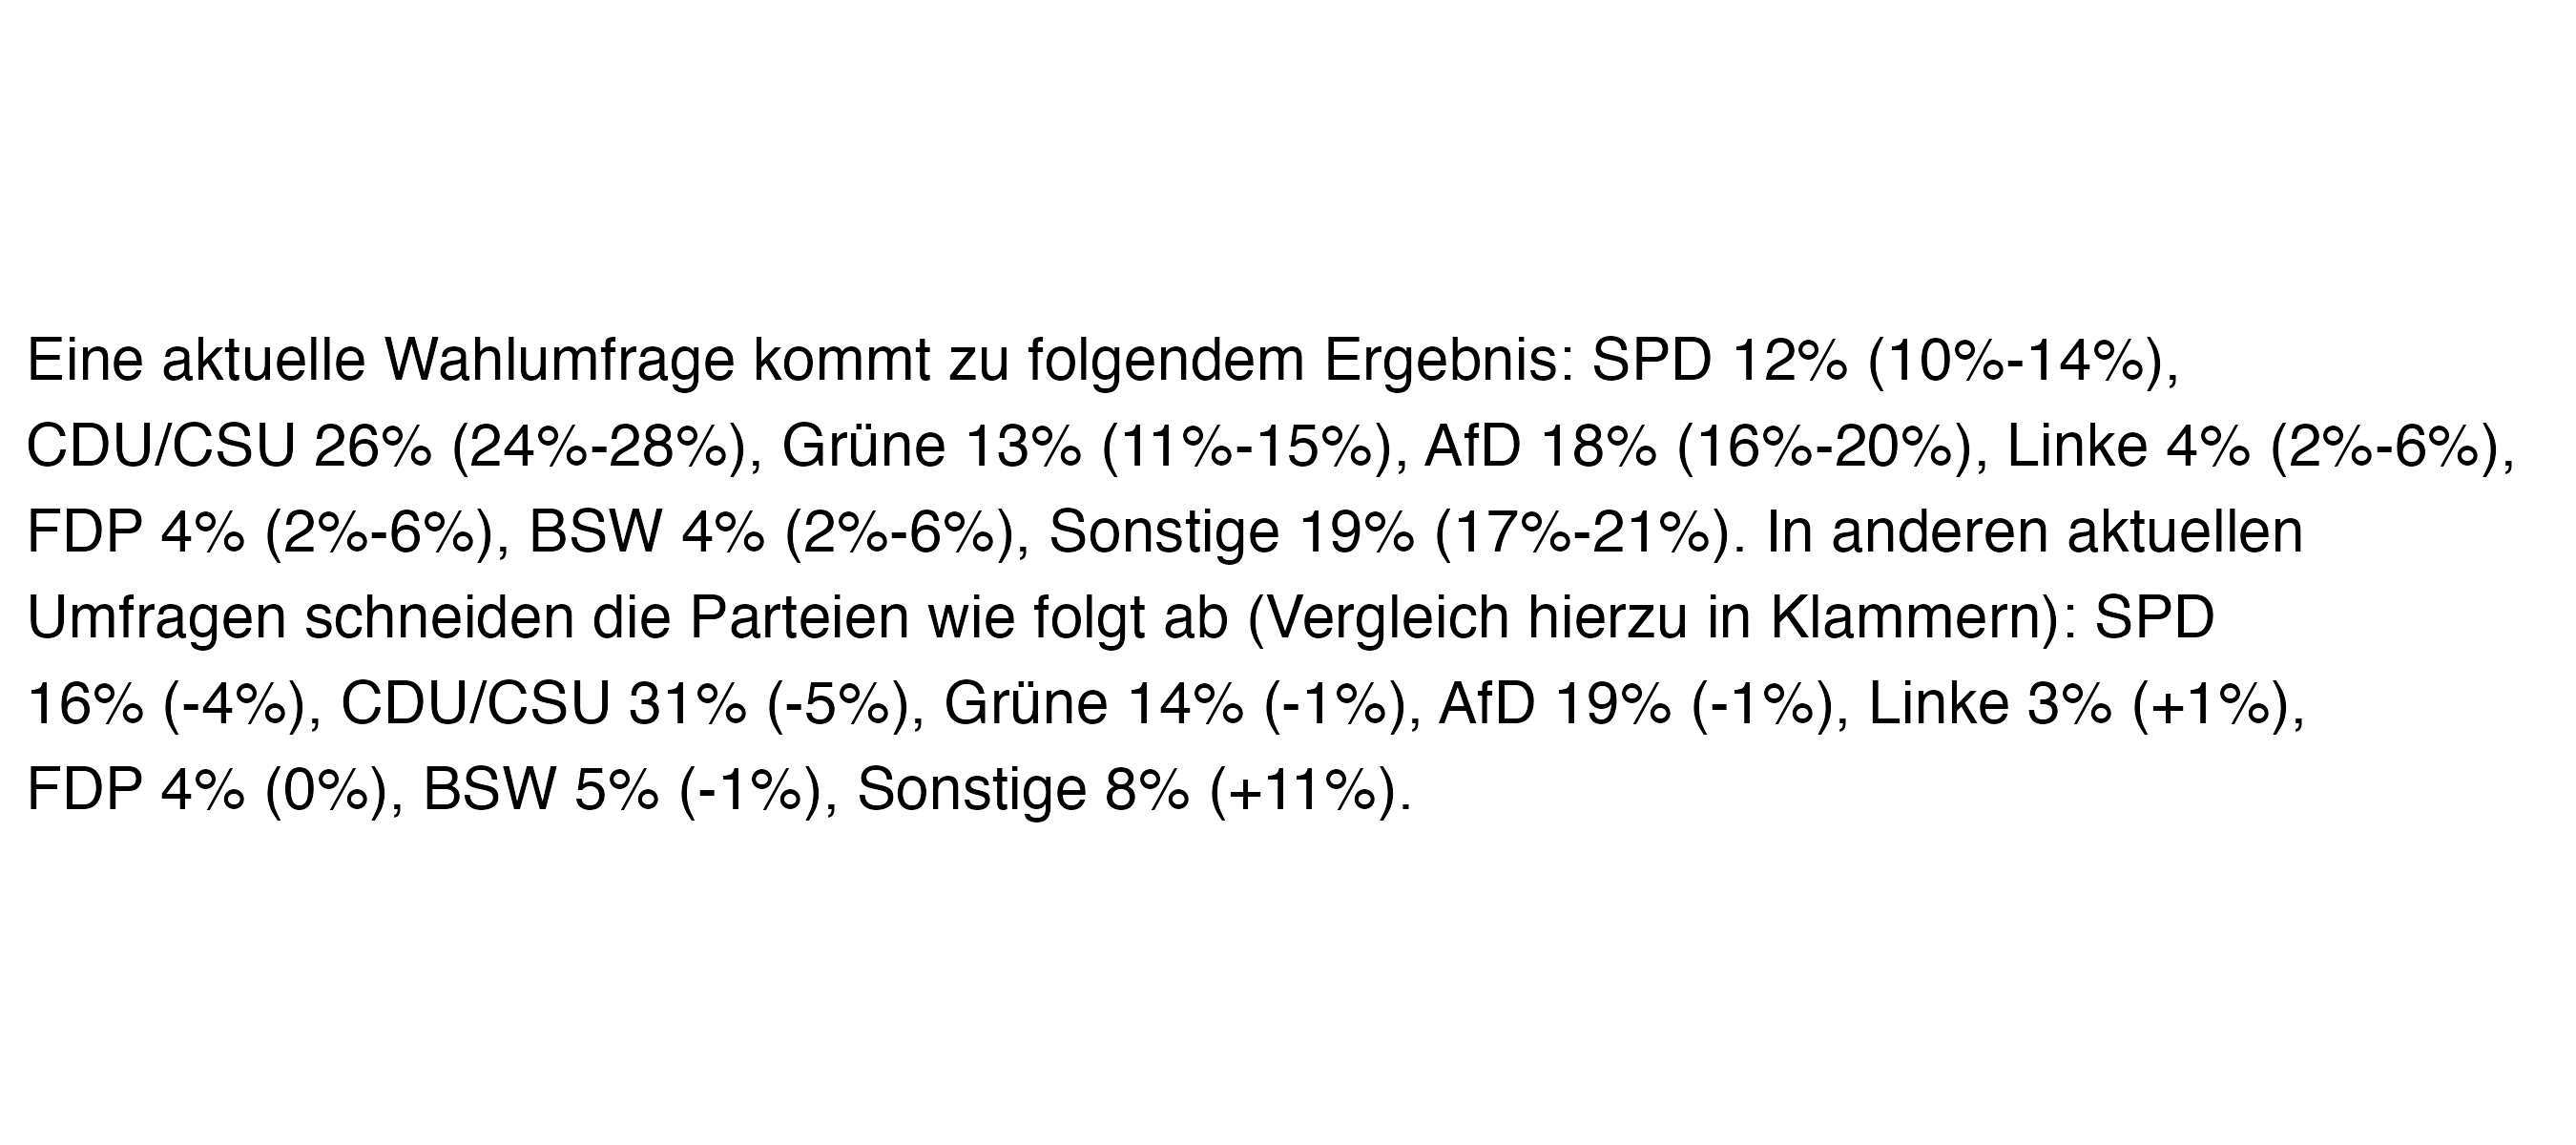 Eine aktuelle Wahlumfrage kommt zu folgendem Ergebnis: SPD 12% (10%-14%),
CDU/CSU 26% (24%-28%), Grüne 13% (11%-15%), AfD 18% (16%-20%), Linke 4% (2%-6%),
FDP 4% (2%-6%), BSW 4% (2%-6%), Sonstige 19% (17%-21%). In anderen aktuellen
Umfragen schneiden die Parteien wie folgt ab (Vergleich hierzu in Klammern): SPD
16% (-4%), CDU/CSU 31% (-5%), Grüne 14% (-1%), AfD 19% (-1%), Linke 3% (+1%),
FDP 4% (0%), BSW 5% (-1%), Sonstige 8% (+11%).